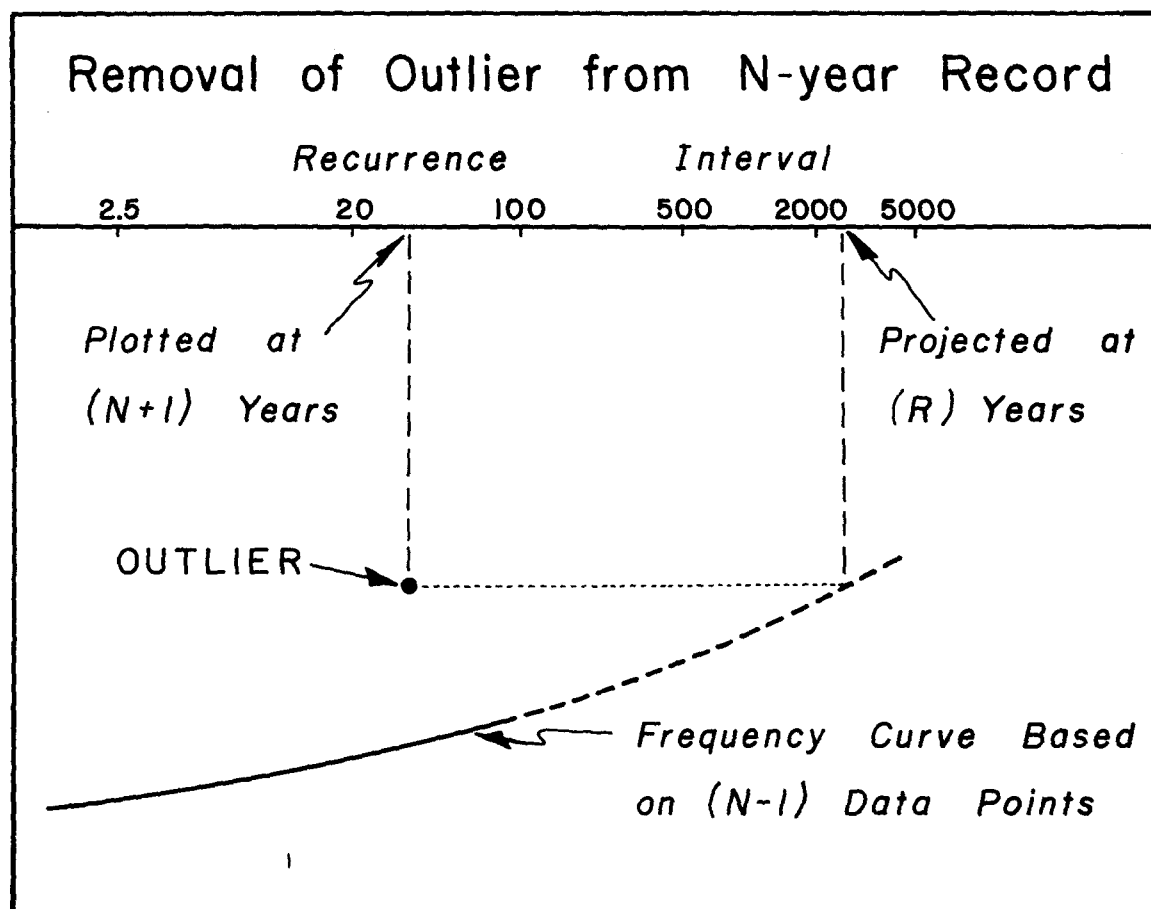 Removal of Outlier from N-year Record
Recurrence Interval
2.5 20 100 500 2000 5000
Plotted at
(N+1) Years
Projected at
(R) Years
OUTLIER
Frequency Curve Based
on (N-1) Data Points